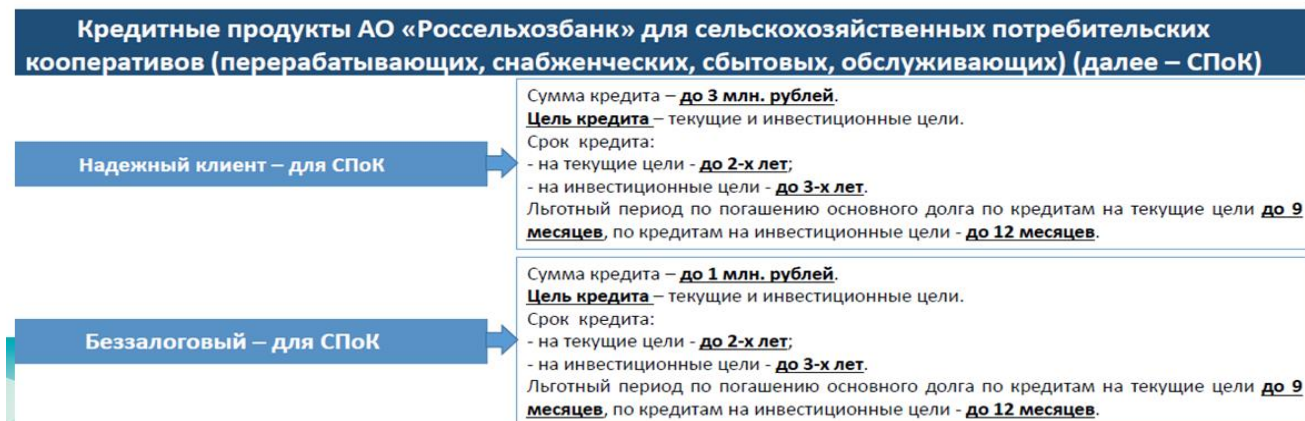 Кредитные продукты АО «Россельхозбанк» для сельскохозяйственных потребительских
кооперативов (перерабатывающих, снабженческих, сбытовых, обслуживающих) (далее – СПоК)
Надежный клиент – для СПоК
Сумма кредита – до 3 млн. рублей.
Цель кредита – текущие и инвестиционные цели.
Срок кредита:
- на текущие цели - до 2-х лет;
- на инвестиционные цели - до 3-х лет.
Льготный период по погашению основного долга по кредитам на текущие цели до 9
месяцев, по кредитам на инвестиционные цели - до 12 месяцев.
Беззалоговый – для СПоК
Сумма кредита – до 1 млн. рублей.
Цель кредита – текущие и инвестиционные цели.
Срок кредита:
- на текущие цели - до 2-х лет;
- на инвестиционные цели - до 3-х лет.
Льготный период по погашению основного долга по кредитам на текущие цели до 9
месяцев, по кредитам на инвестиционные цели - до 12 месяцев.